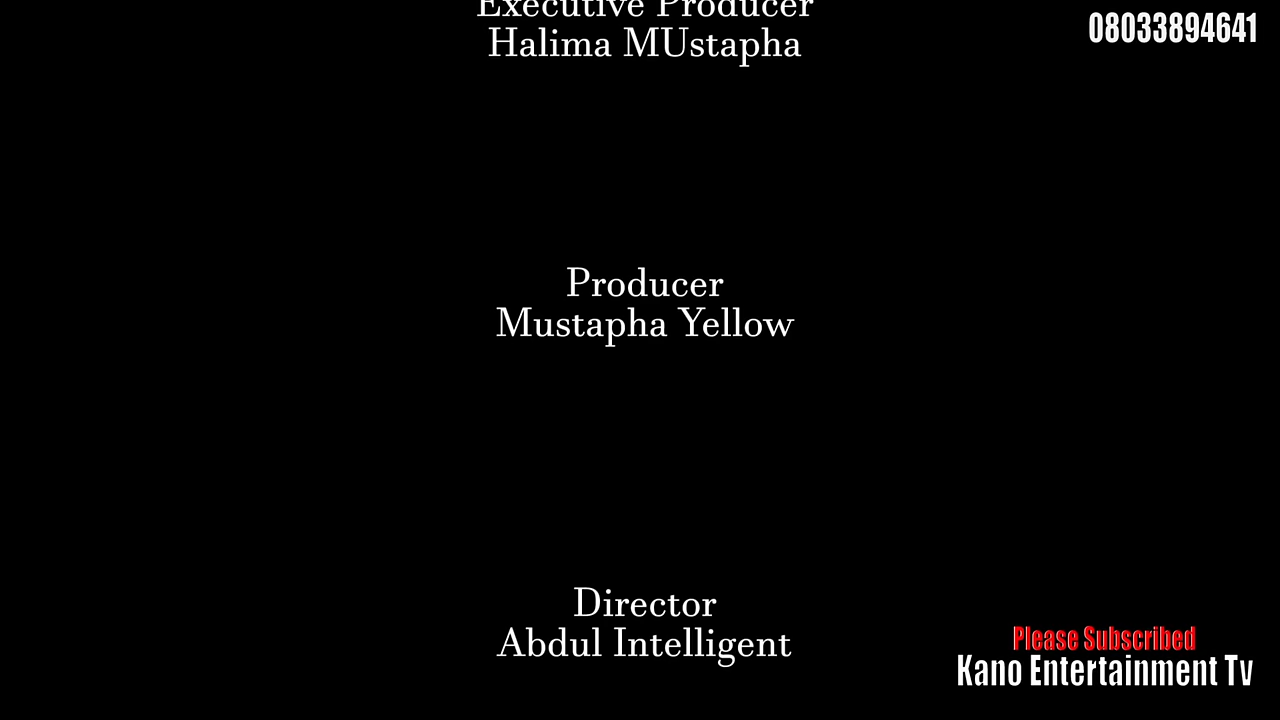 Executive Producer
Halima MUstapha
08033894641
Producer
Mustapha Yellow
Director
Abdul Intelligent
Please Subscribed
Kano Entertainment Tv